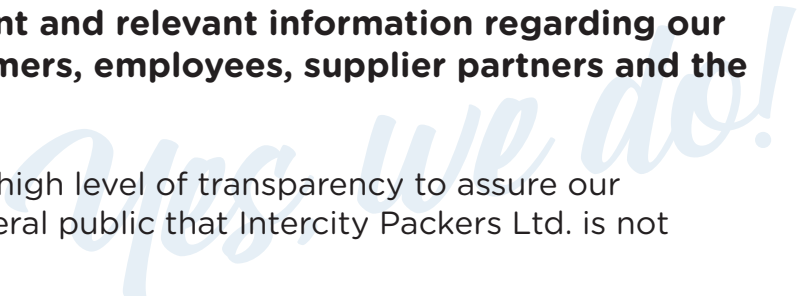 nt and relevant information regarding our
mers, employees, supplier partners and the
Yes, we do!
high level of transparency to assure our
eral public that Intercity Packers Ltd. is not